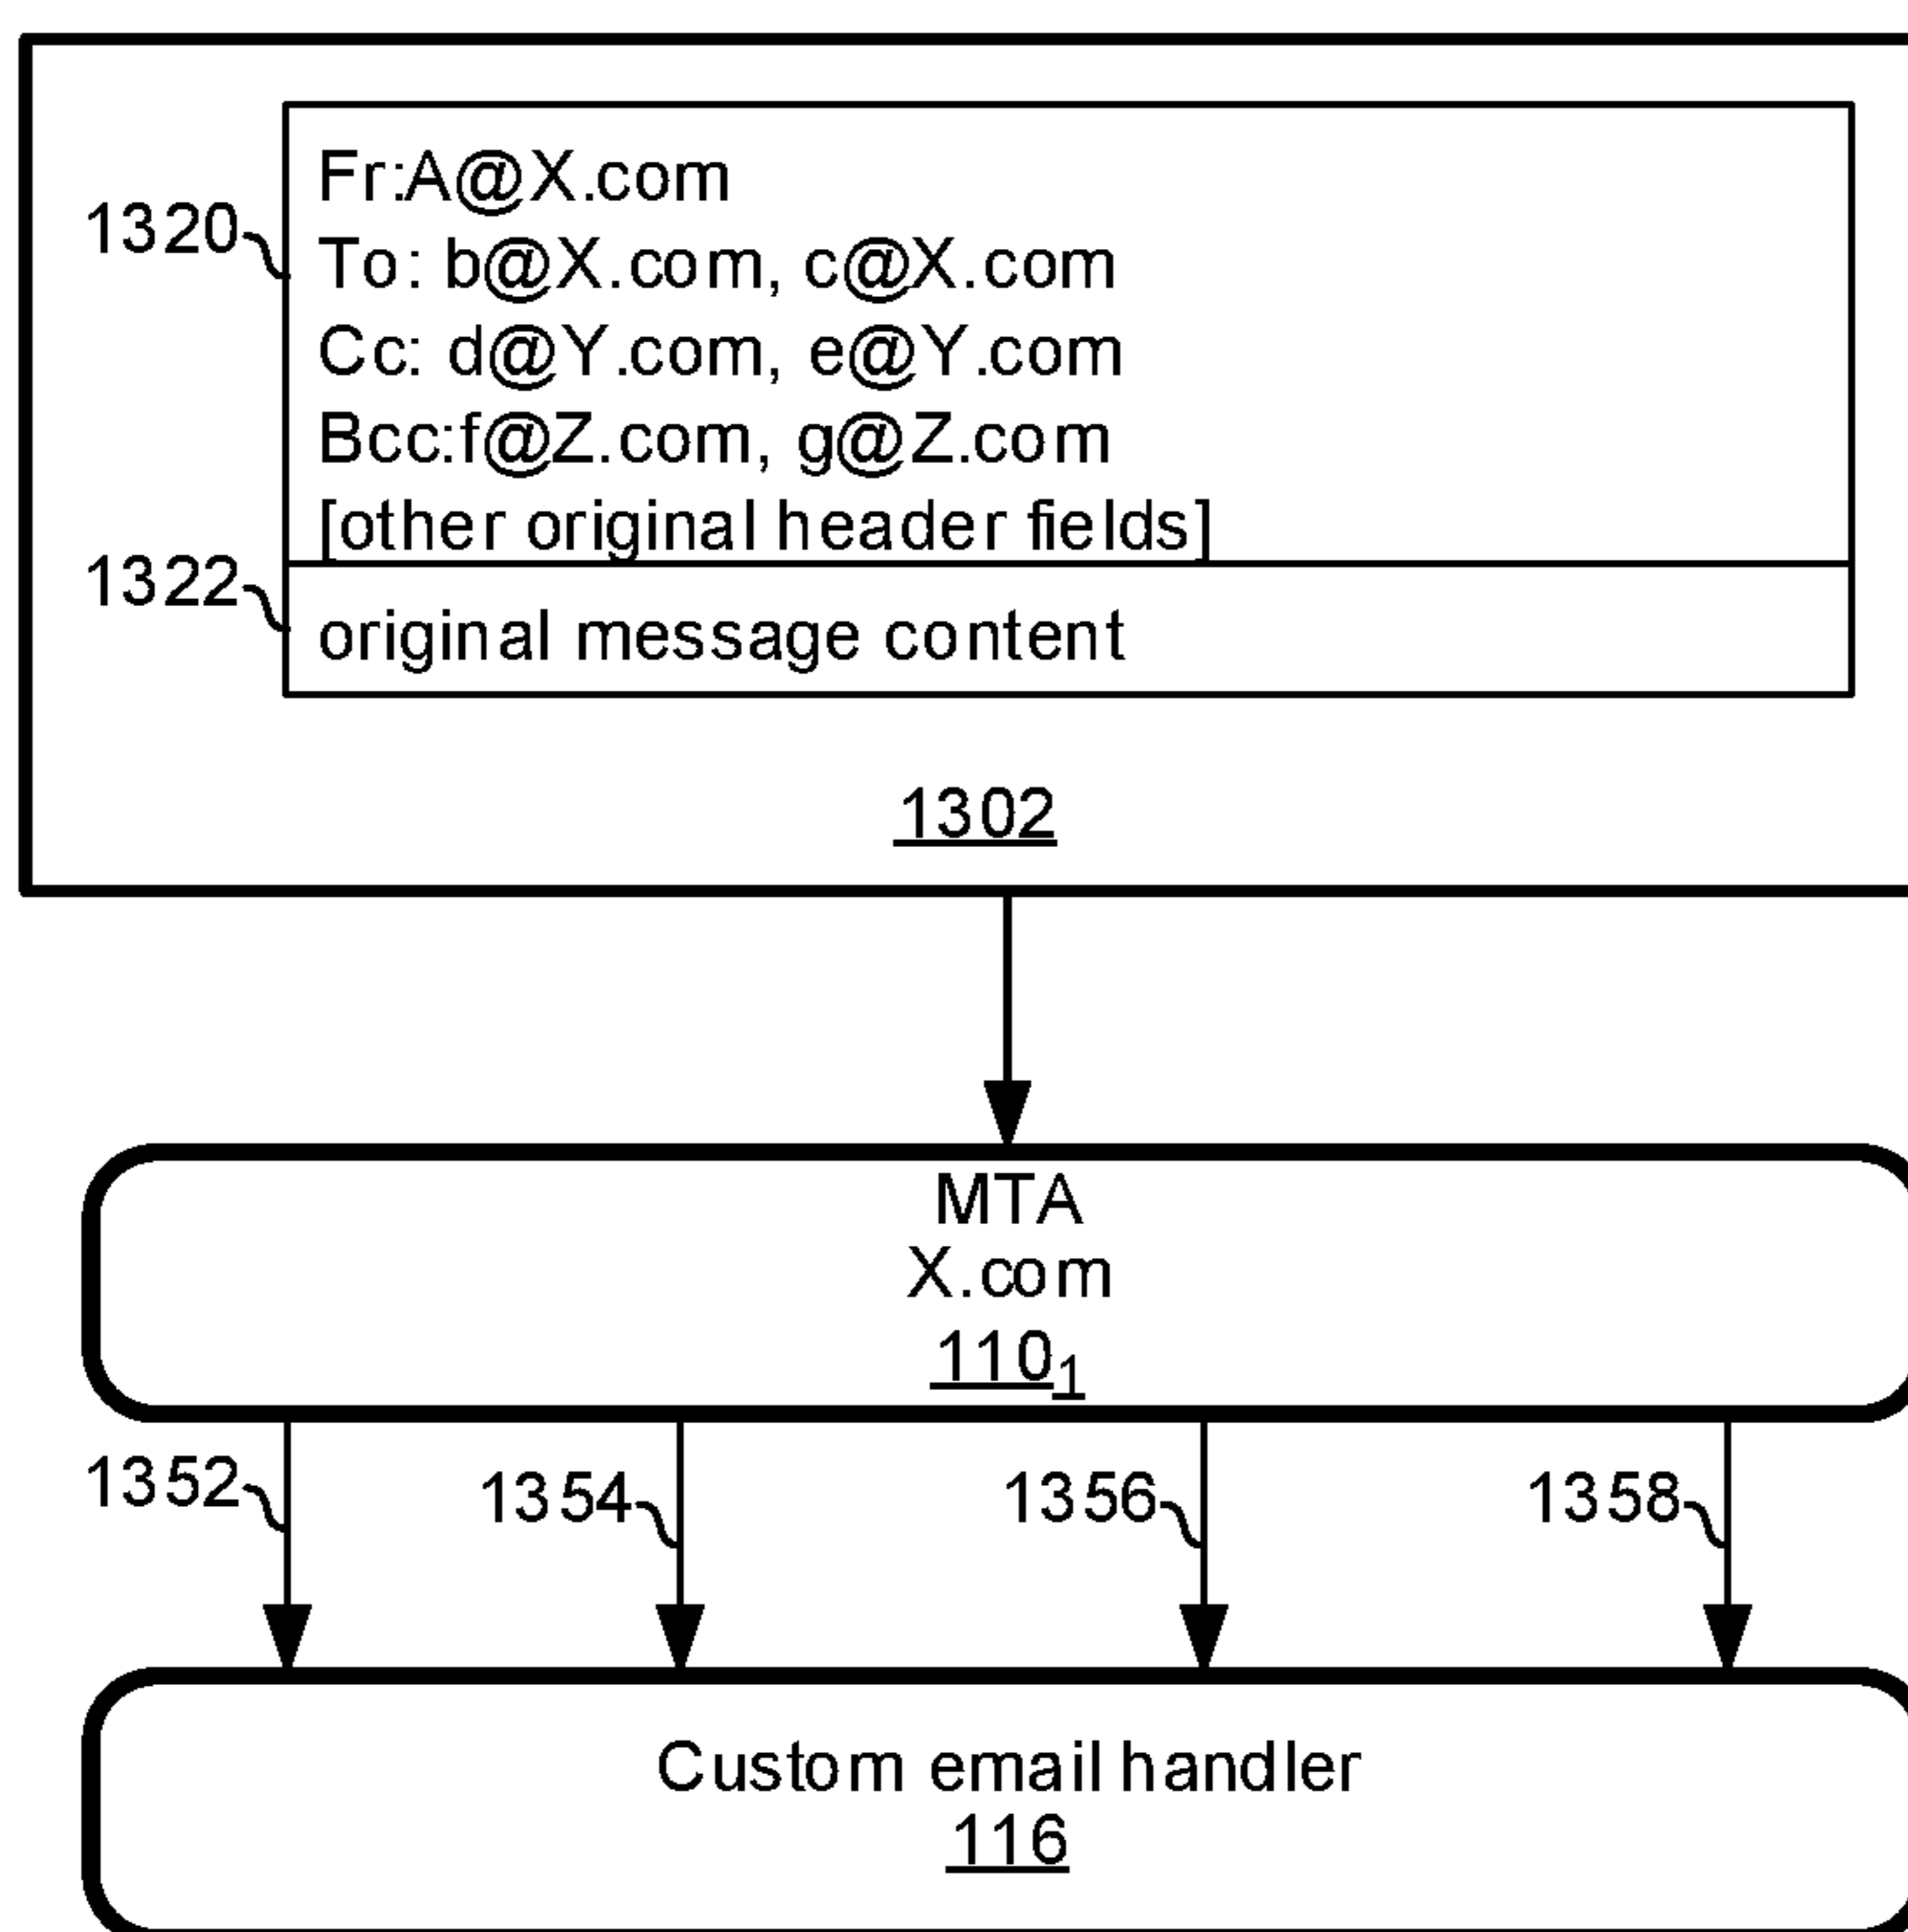 Fr:A@X.com
1320
To: b@X.com, c@X.com
Cc: d@Y.com, e@Y.com
Bcc:f@Z.com, g@Z.com
[other original header fields]
1322
original message content
1302
MTA
X.com
110₁
1352
1354
1356
1358
Custom email handler
116